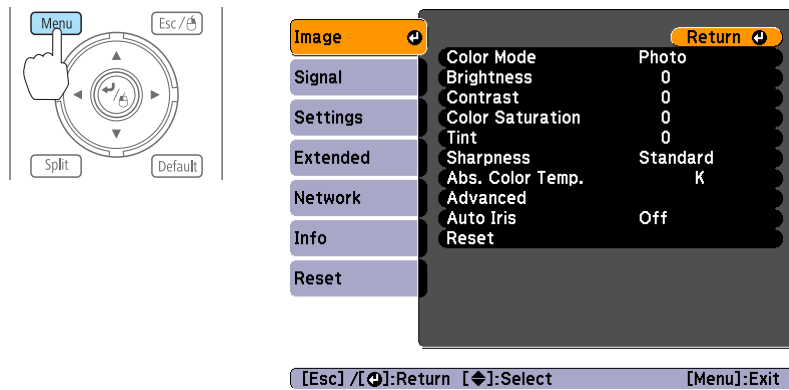 Menu
Esc/
Split
Default
Image
Signal
Settings
Extended
Network
Info
Reset
Return
Color Mode Photo
Brightness 0
Contrast 0
Color Saturation 0
Tint 0
Sharpness Standard
Abs. Color Temp. K
Advanced
Auto Iris Off
Reset
[Esc] /[ ]:Return [ ]:Select [Menu]:Exit